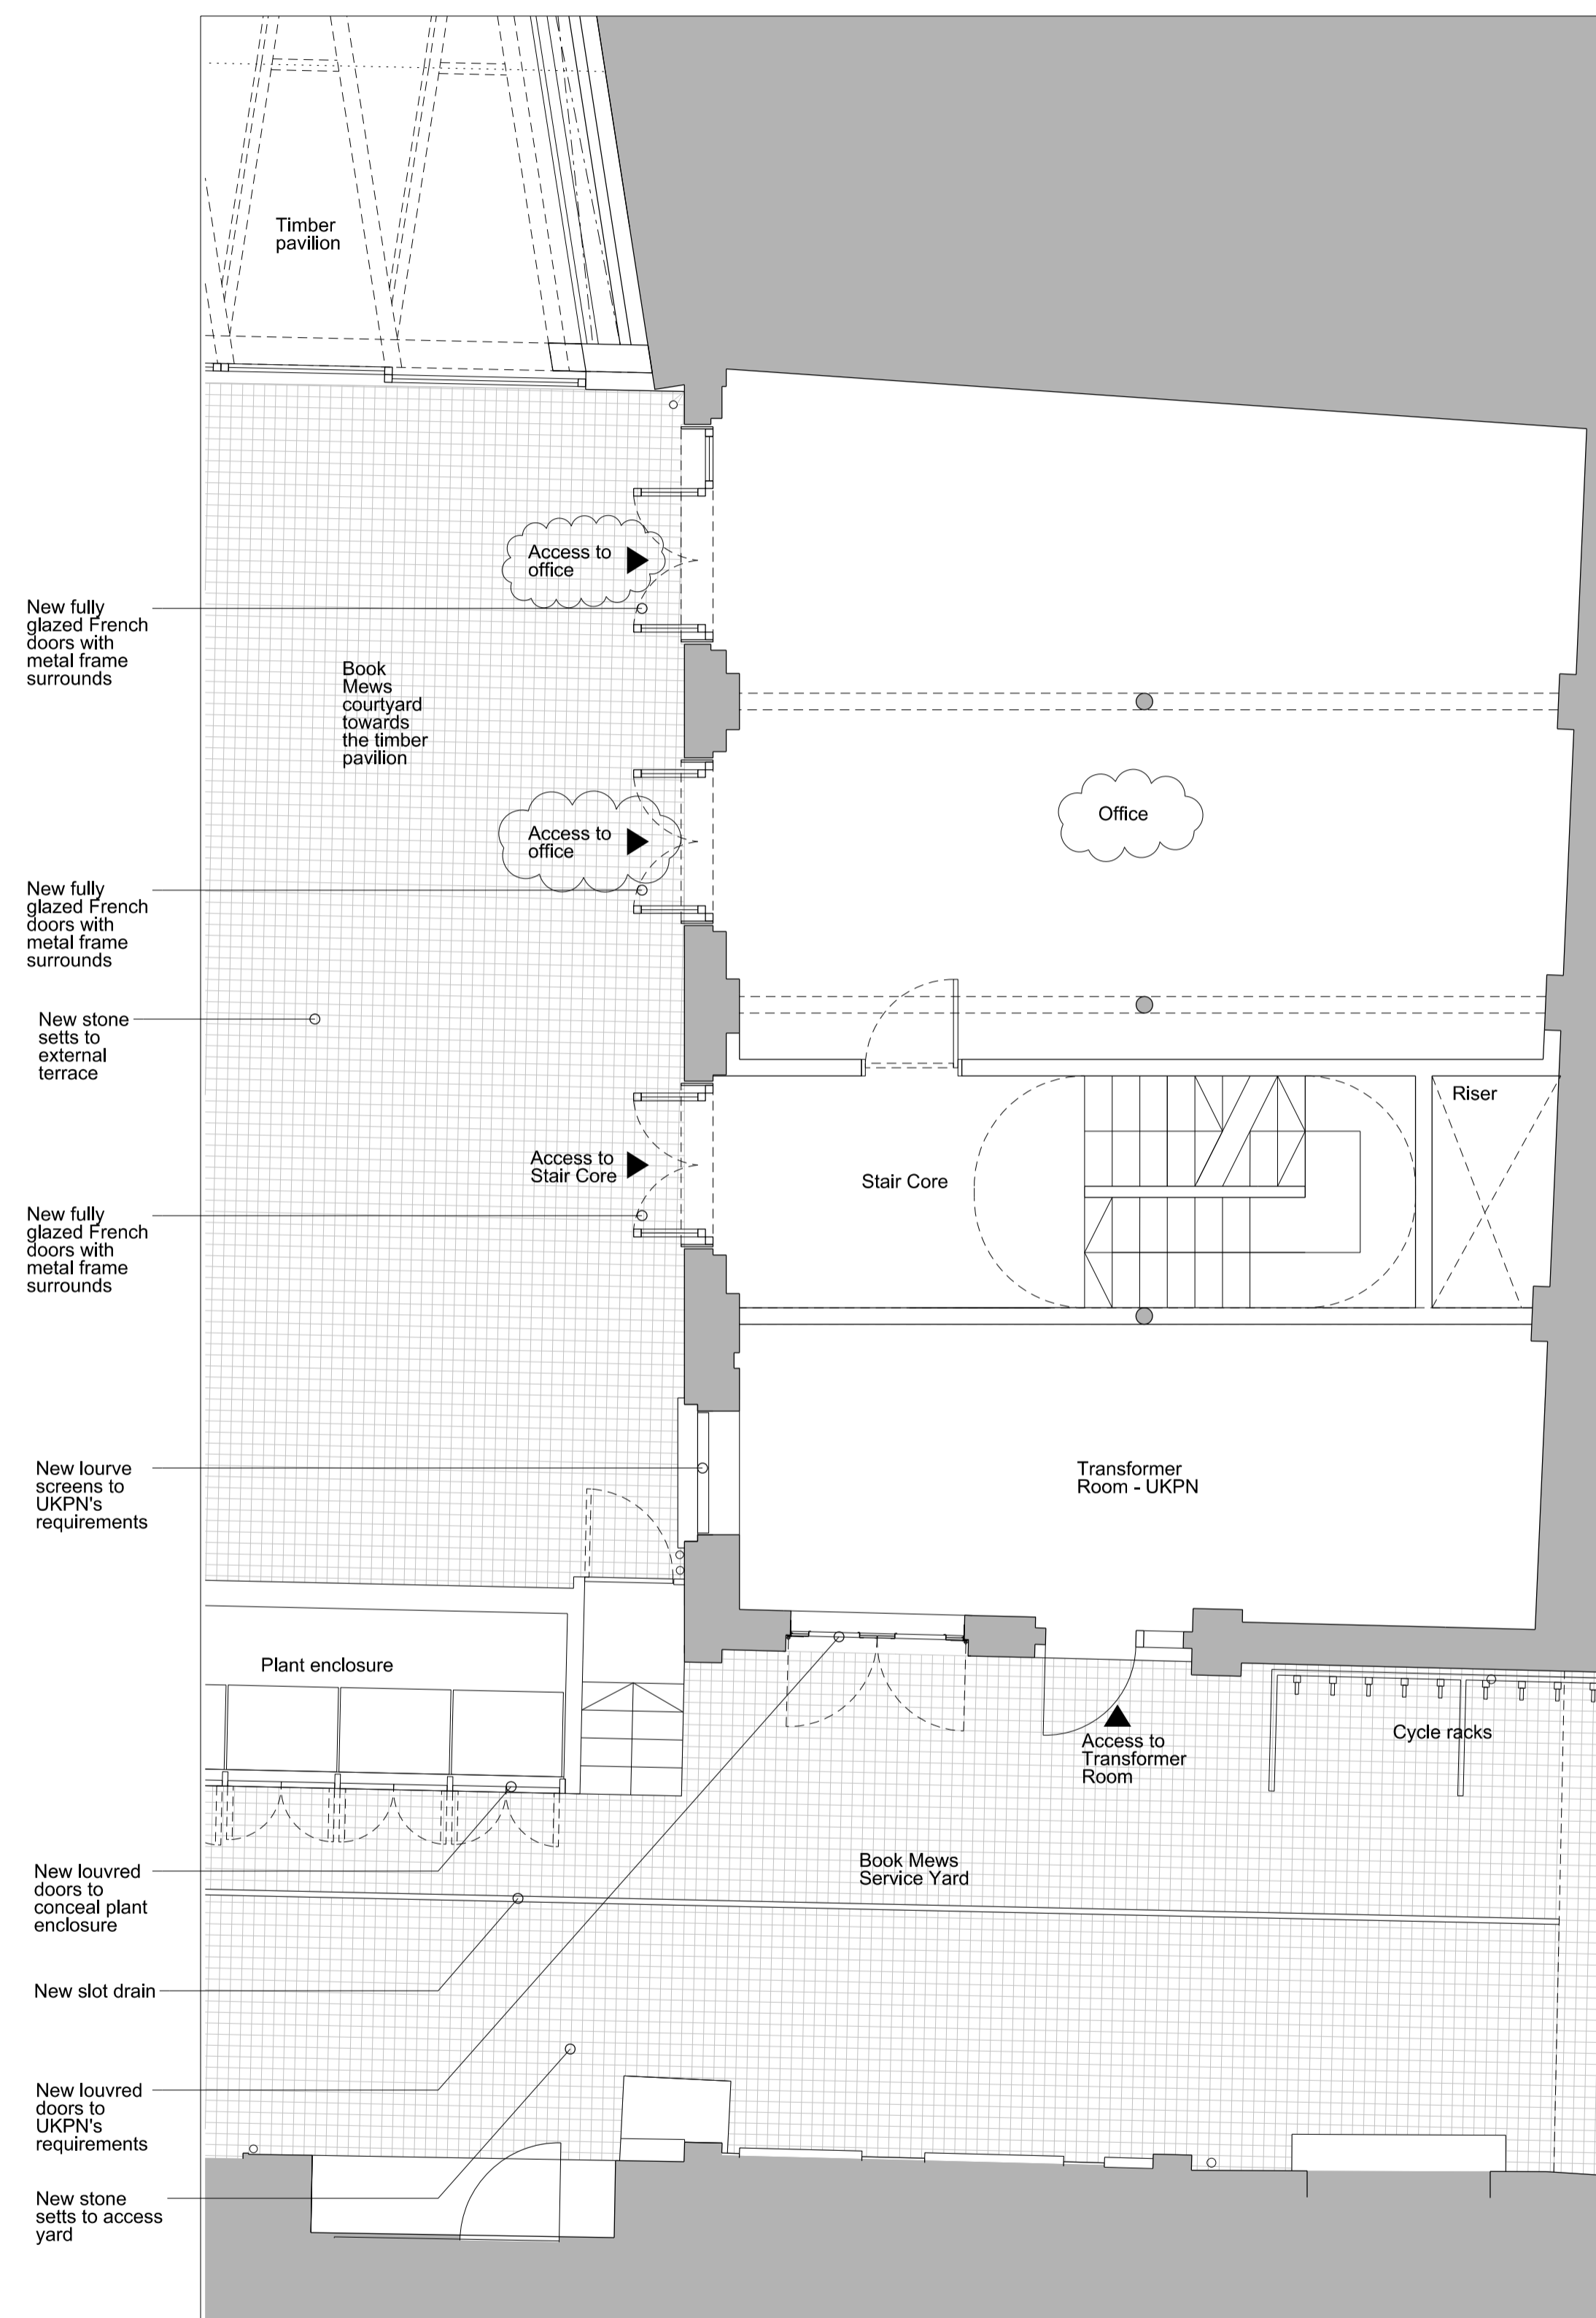 Timber
pavilion
Access to
office
New fully
glazed French
doors with
metal frame
surrounds
Book
Mews
courtyard
towards
the timber
pavilion
Office
Access to
office
New fully
glazed French
doors with
metal frame
surrounds
New stone
setts to
external
terrace
Riser
Access to
Stair Core
Stair Core
New fully
glazed French
doors with
metal frame
surrounds
New lourve
screens to
UKPN's
requirements
Transformer
Room - UKPN
Plant enclosure
Cycle racks
Access to
Transformer
Room
Book Mews
Service Yard
New louvred
doors to
conceal plant
enclosure
New slot drain
New louvred
doors to
UKPN's
requirements
New stone
setts to access
yard